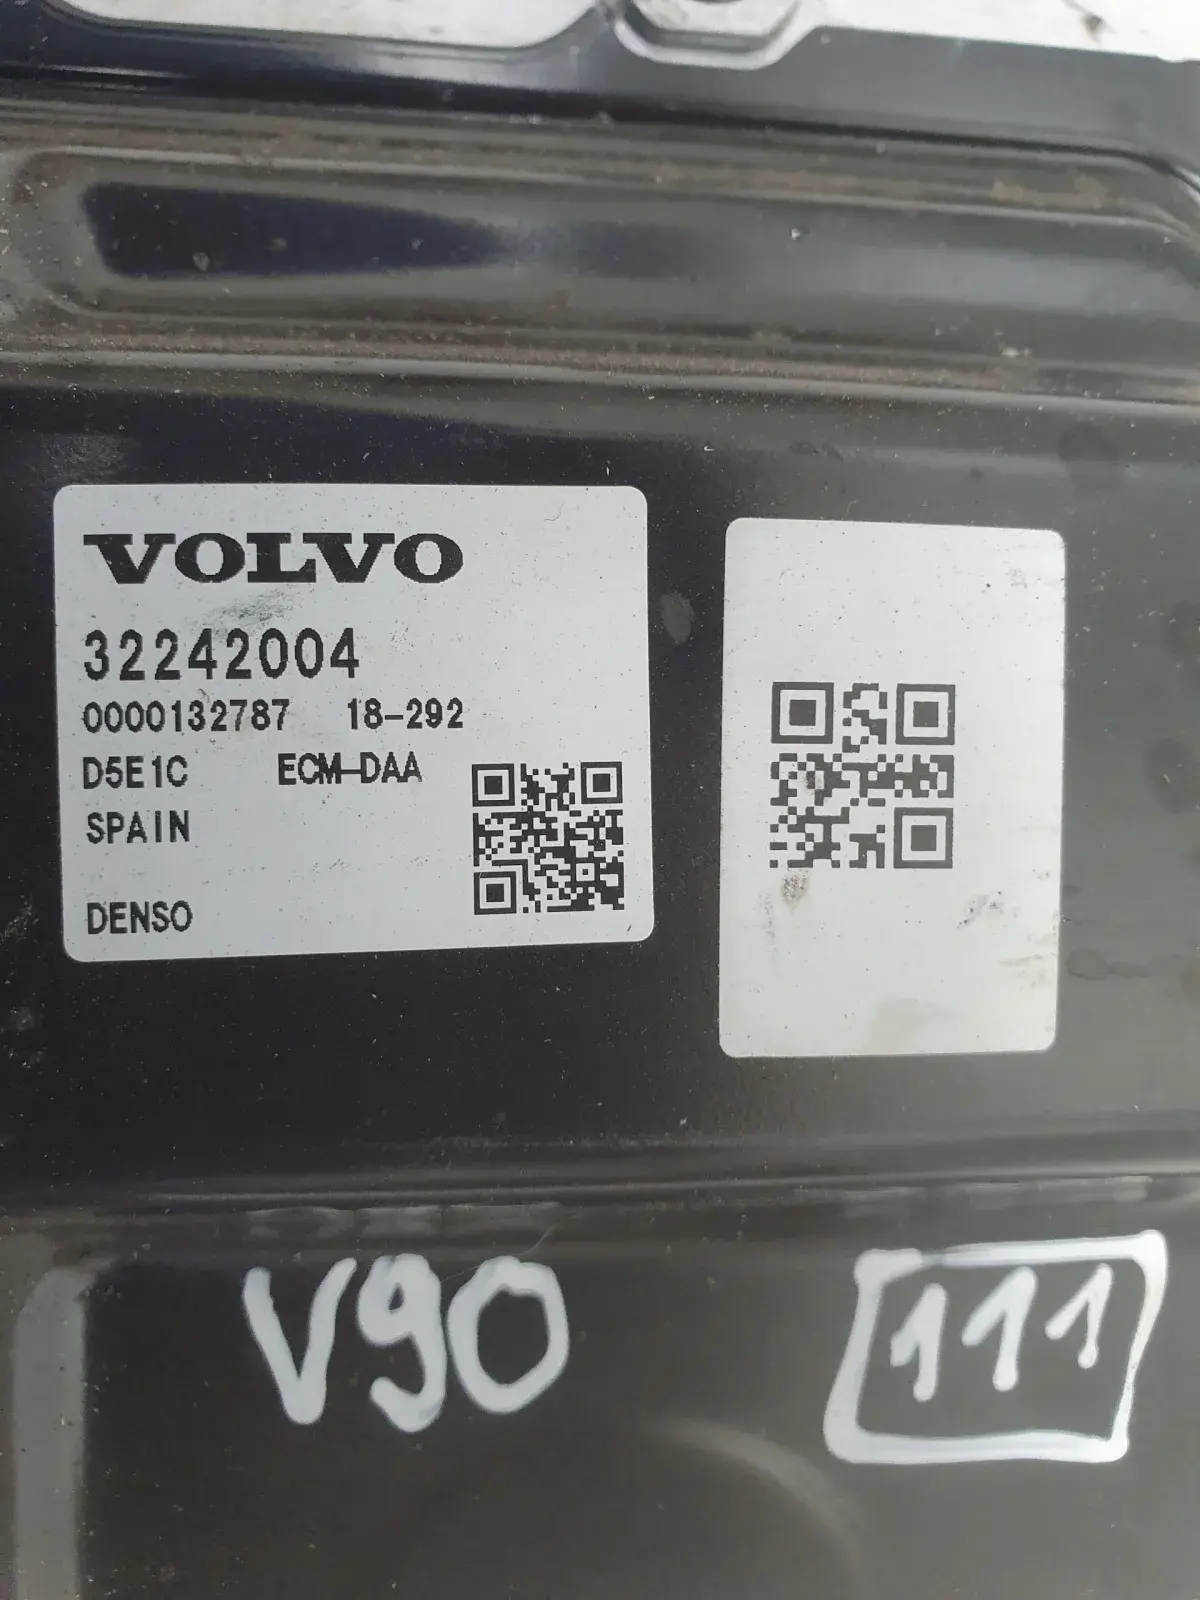 VOLVO
32242004
0000132787 18-292
D5E1C ECM-DAA
SPAIN
DENSO
V90 111